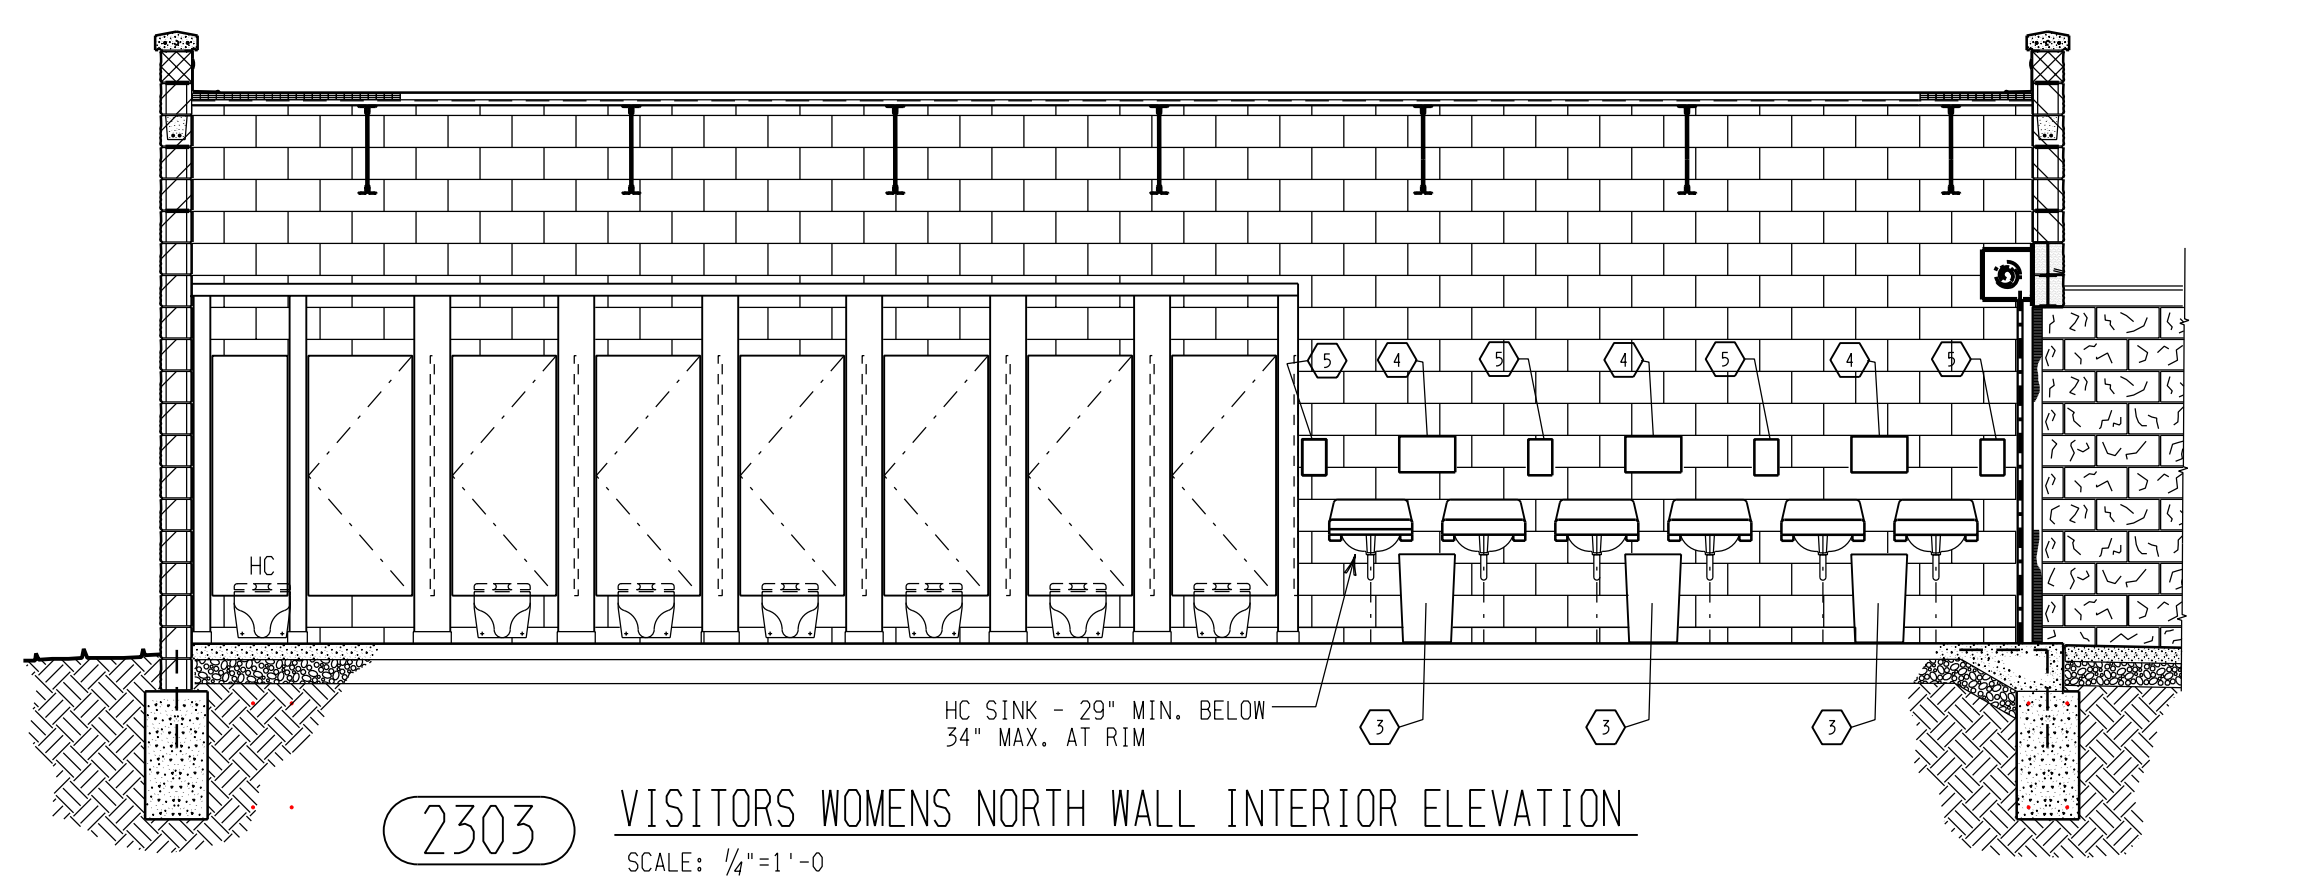 5 4 5 4 5 4 5
HC
HC SINK - 29" MIN. BELOW
34" MAX. AT RIM
3 3 3
2303
VISITORS WOMENS NORTH WALL INTERIOR ELEVATION
SCALE: 1/4"=1'-0